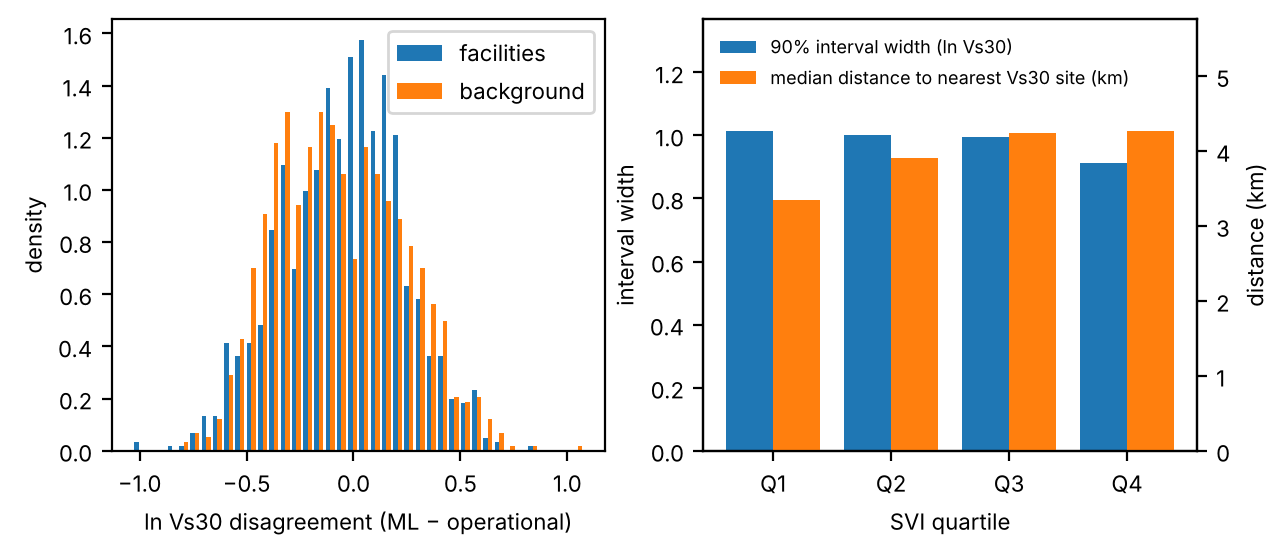 1.6
1.4
1.2
1.0
0.8
0.6
0.4
0.2
0.0
density
facilities
background
−1.0 −0.5 0.0 0.5 1.0
ln Vs30 disagreement (ML − operational)
90% interval width (ln Vs30)
median distance to nearest Vs30 site (km)
1.2
1.0
0.8
0.6
0.4
0.2
0.0
interval width
5
4
3
2
1
0
distance (km)
Q1 Q2 Q3 Q4
SVI quartile